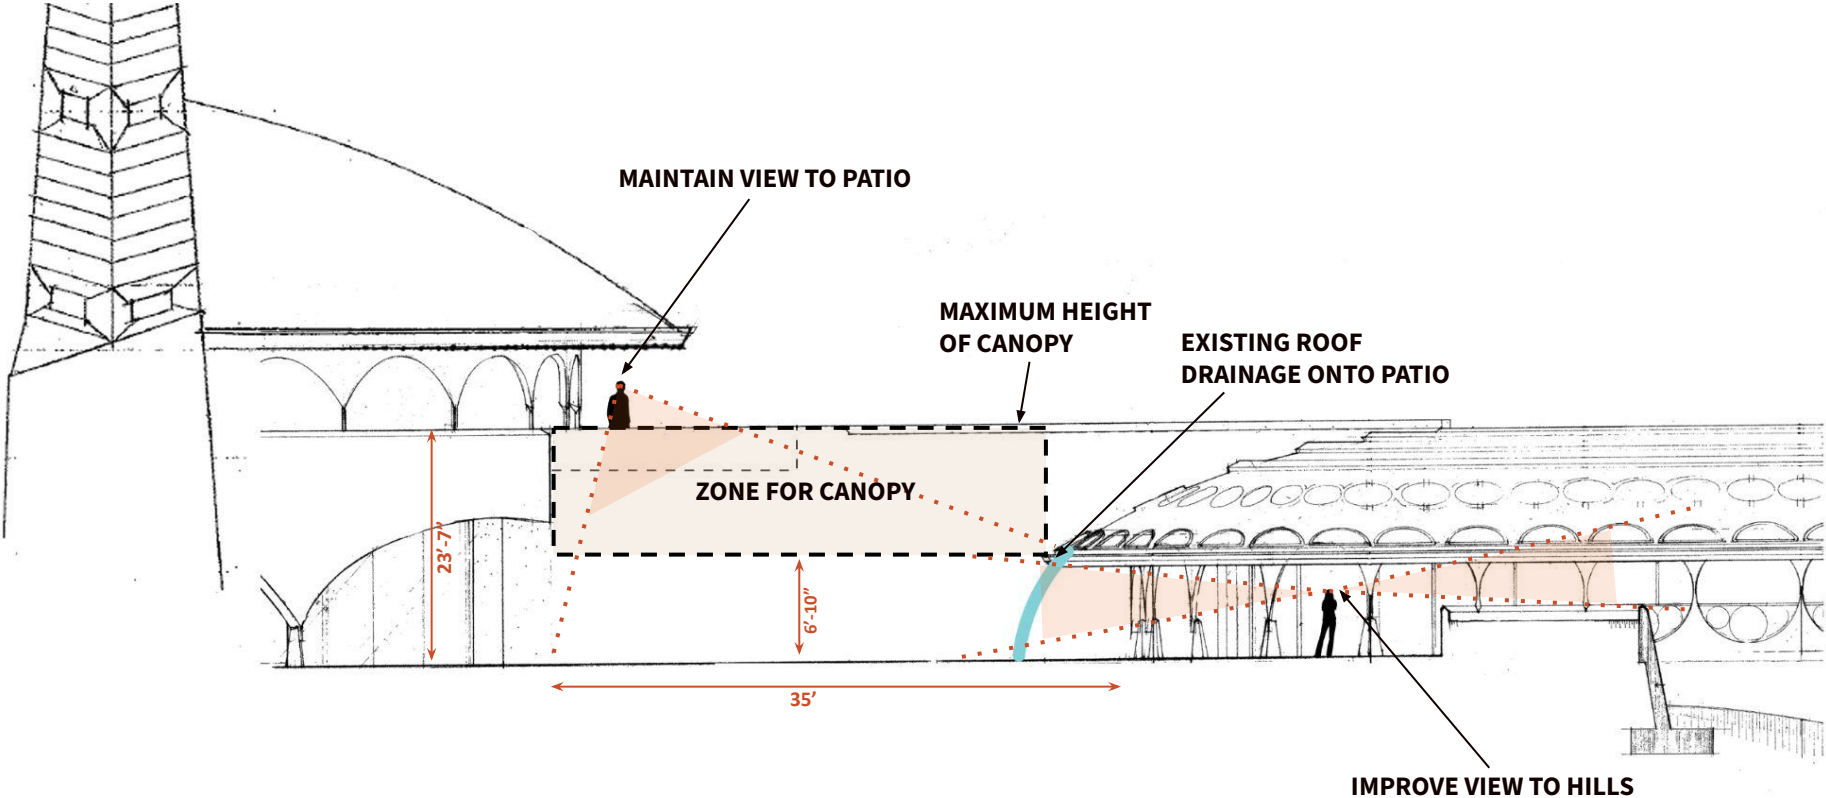 MAINTAIN VIEW TO PATIO
MAXIMUM HEIGHT
OF CANOPY
EXISTING ROOF
DRAINAGE ONTO PATIO
ZONE FOR CANOPY
23'-7"
6'-10"
35'
IMPROVE VIEW TO HILLS